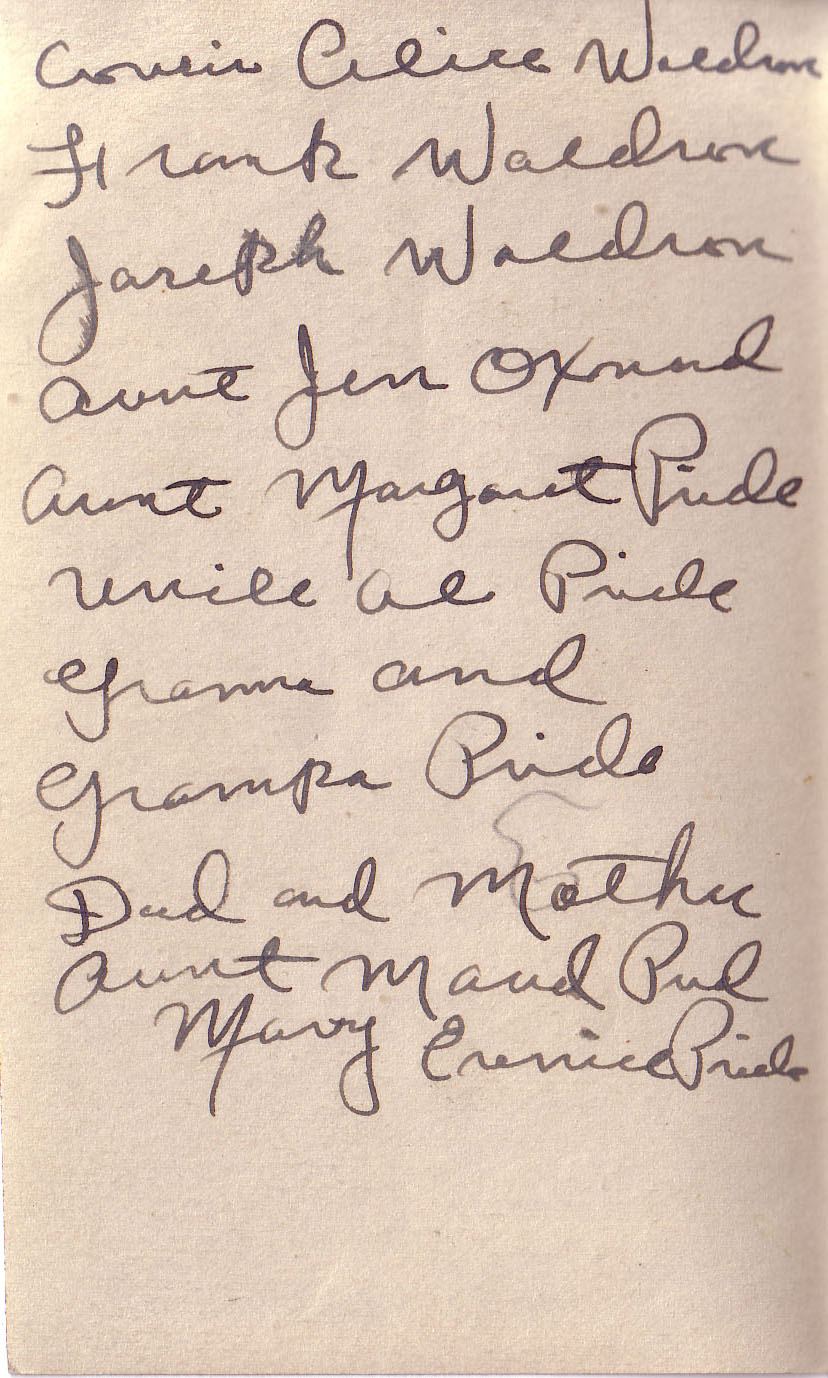 Cousin Alice Waldron
Frank Waldron
Joseph Waldron
Aunt Jen Oxnard
Aunt Margaret Pride
Uncle Al Pride
Gramma and
Grampa Pride
Dad and Mother
Aunt Maud Prid
Mary Eunice Pride